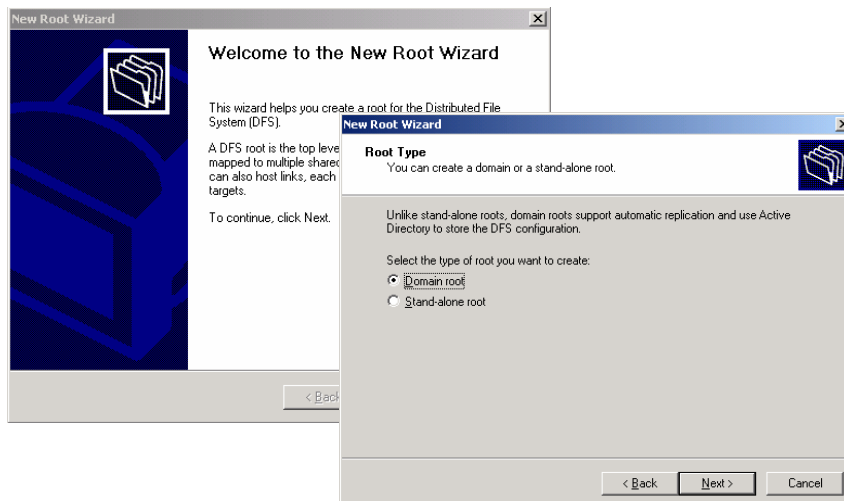 New Root Wizard
Welcome to the New Root Wizard
This wizard helps you create a root for the Distributed File
System (DFS).
A DFS root is the top leve
mapped to multiple shared
can also host links, each
targets.
To continue, click Next.
< Back
New Root Wizard
Root Type
You can create a domain or a stand-alone root.
Unlike stand-alone roots, domain roots support automatic replication and use Active
Directory to store the DFS configuration.
Select the type of root you want to create:
Domain root
Stand-alone root
< Back
Next >
Cancel